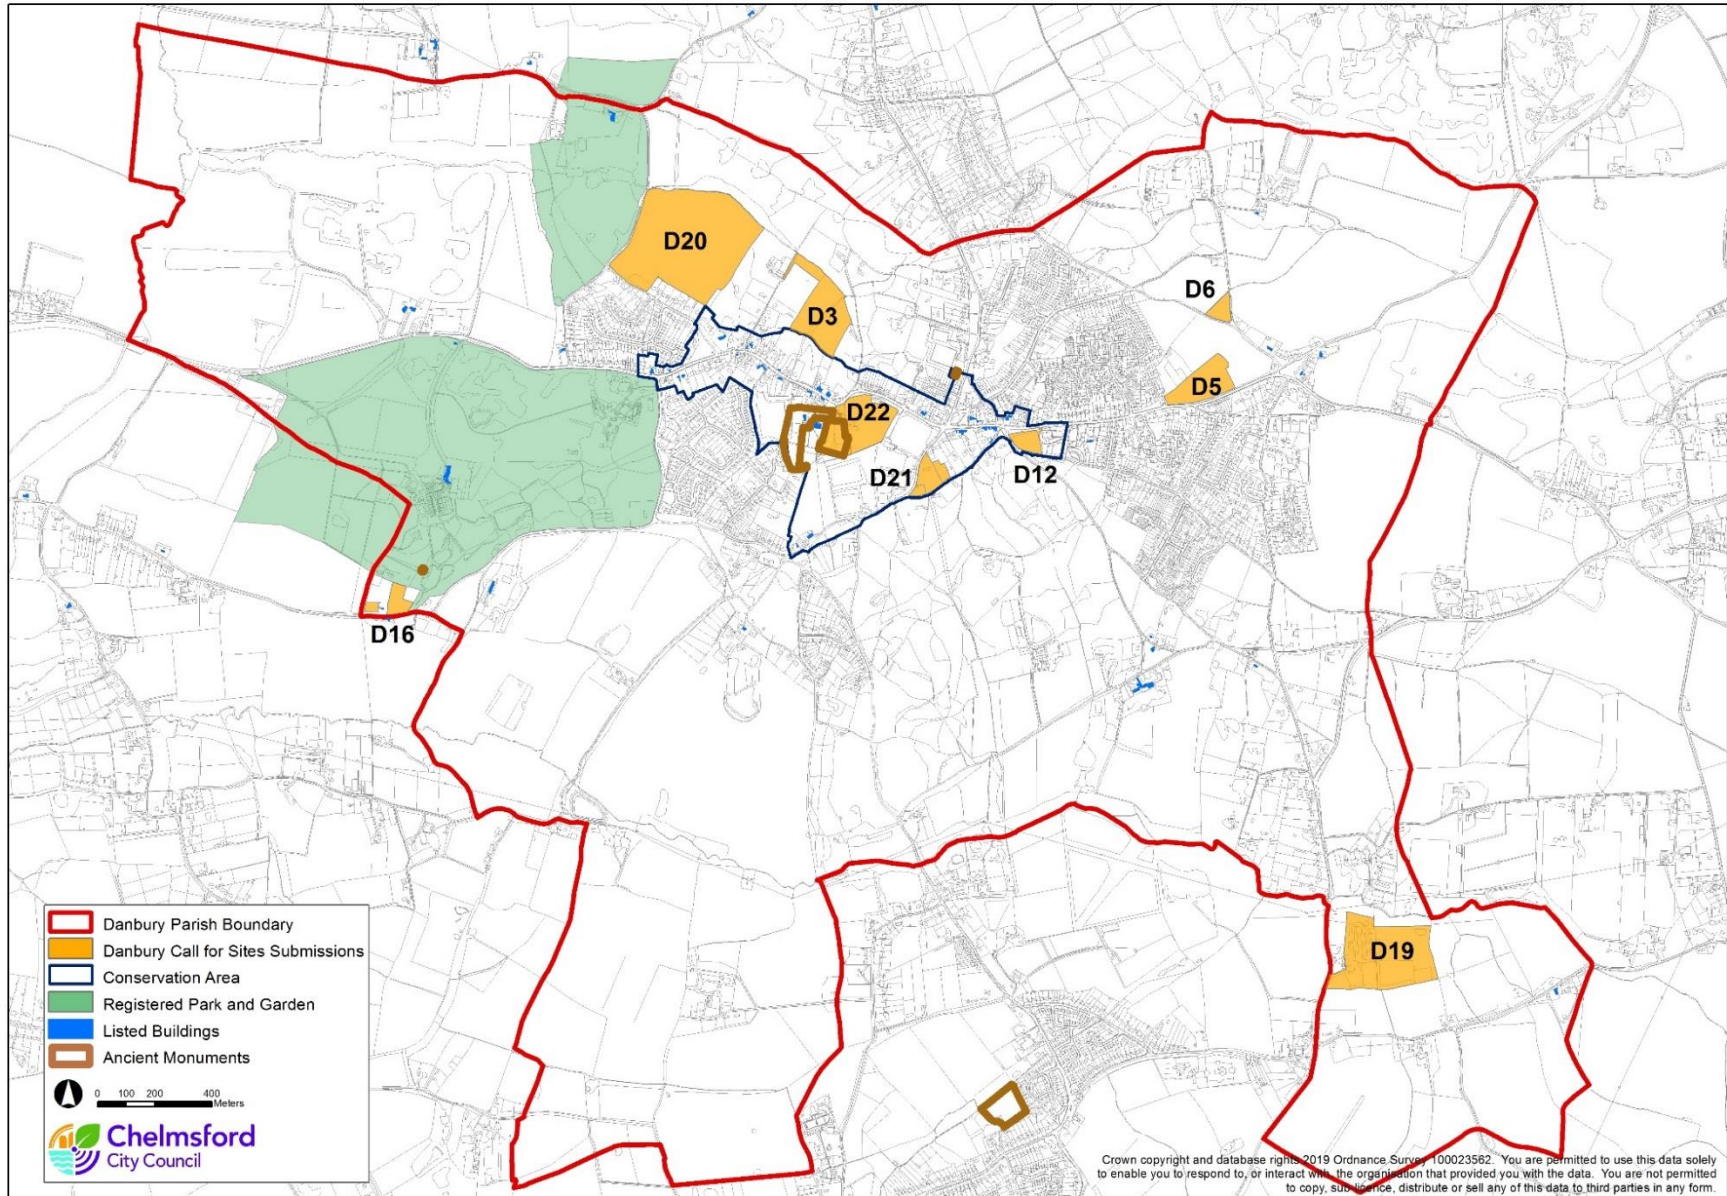 D20
D3
D6
D5
D22
D21
D12
D16
D19
Danbury Parish Boundary
Danbury Call for Sites Submissions
Conservation Area
Registered Park and Garden
Listed Buildings
Ancient Monuments
0 100 200 400
Meters
Chelmsford
City Council
Crown copyright and database rights 2019 Ordnance Survey 100023562. You are permitted to use this data solely
to enable you to respond to, or interact with, the organisation that provided you with the data. You are not permitted
to copy, sub-licence, distribute or sell any of this data to third parties in any form.